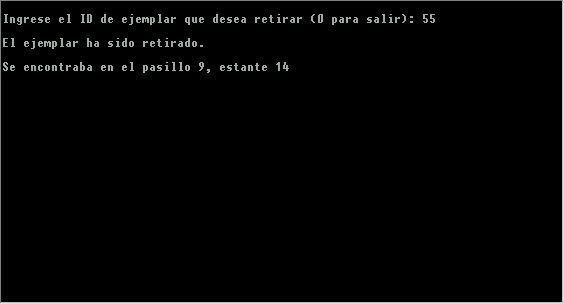 Ingrese el ID de ejemplar que desea retirar (0 para salir): 55
El ejemplar ha sido retirado.
Se encontraba en el pasillo 9, estante 14